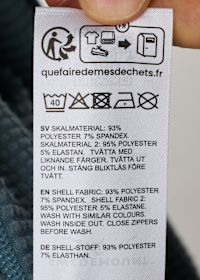 FR
quefairedemesdechets.fr
40
SV SKALMATERIAL: 93%
POLYESTER 7% SPANDEX.
SKALMATERIAL 2: 95% POLYESTER
5% ELASTAN. TVÄTTA MED
LIKNANDE FÄRGER. TVÄTTA UT
OCH IN. STÄNG BLIXTLÅS FÖRE
TVÄTT.
EN SHELL FABRIC: 93% POLYESTER
7% SPANDEX. SHELL FABRIC 2:
95% POLYESTER 5% ELASTANE.
WASH WITH SIMILAR COLOURS.
WASH INSIDE OUT. CLOSE ZIPPERS
BEFORE WASH.
DE SHELL-STOFF: 93% POLYESTER
7% ELASTHAN.